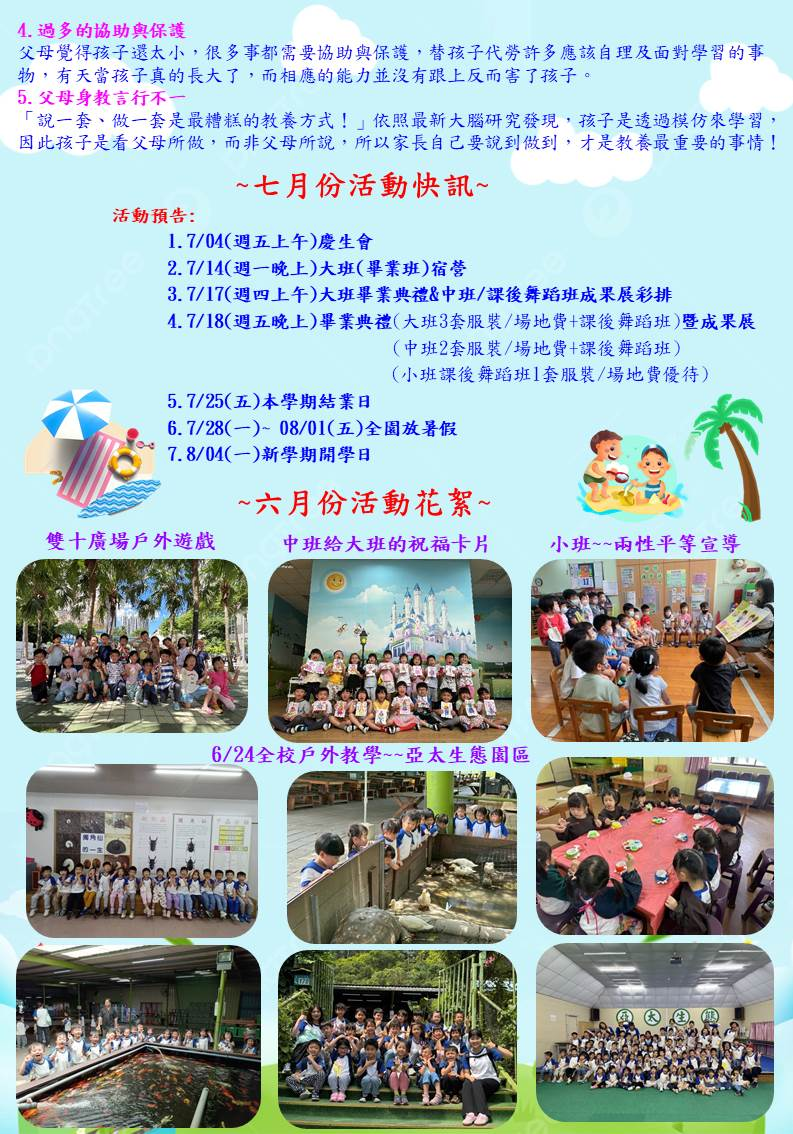 4.過多的協助與保護
父母覺得孩子還太小，很多事都需要協助與保護，替孩子代勞許多應該自理及面對學習的事
物，有天當孩子真的長大了，而相應的能力並沒有跟上反而害了孩子。
5.父母身教言行不一
「說一套、做一套是最糟糕的教養方式！」依照最新大腦研究發現，孩子是透過模仿來學習，
因此孩子是看父母所做，而非父母所說，所以家長自己要說到做到，才是教養最重要的事情！
~七月份活動快訊~
活動預告:
1.7/04(週五上午)慶生會
2.7/14(週一晚上)大班(畢業班)宿營
3.7/17(週四上午)大班畢業典禮&中班/課後舞蹈班成果展彩排
4.7/18(週五晚上)畢業典禮(大班3套服裝/場地費+課後舞蹈班)暨成果展
(中班2套服裝/場地費+課後舞蹈班)
(小班課後舞蹈班1套服裝/場地費優待)
5.7/25(五)本學期結業日
6.7/28(一)~ 08/01(五)全園放暑假
7.8/04(一)新學期開學日
~六月份活動花絮~
雙十廣場戶外遊戲
中班給大班的祝福卡片
小班~~兩性平等宣導
6/24全校戶外教學~~亞太生態園區
獨角仙
的一生
亞太生態